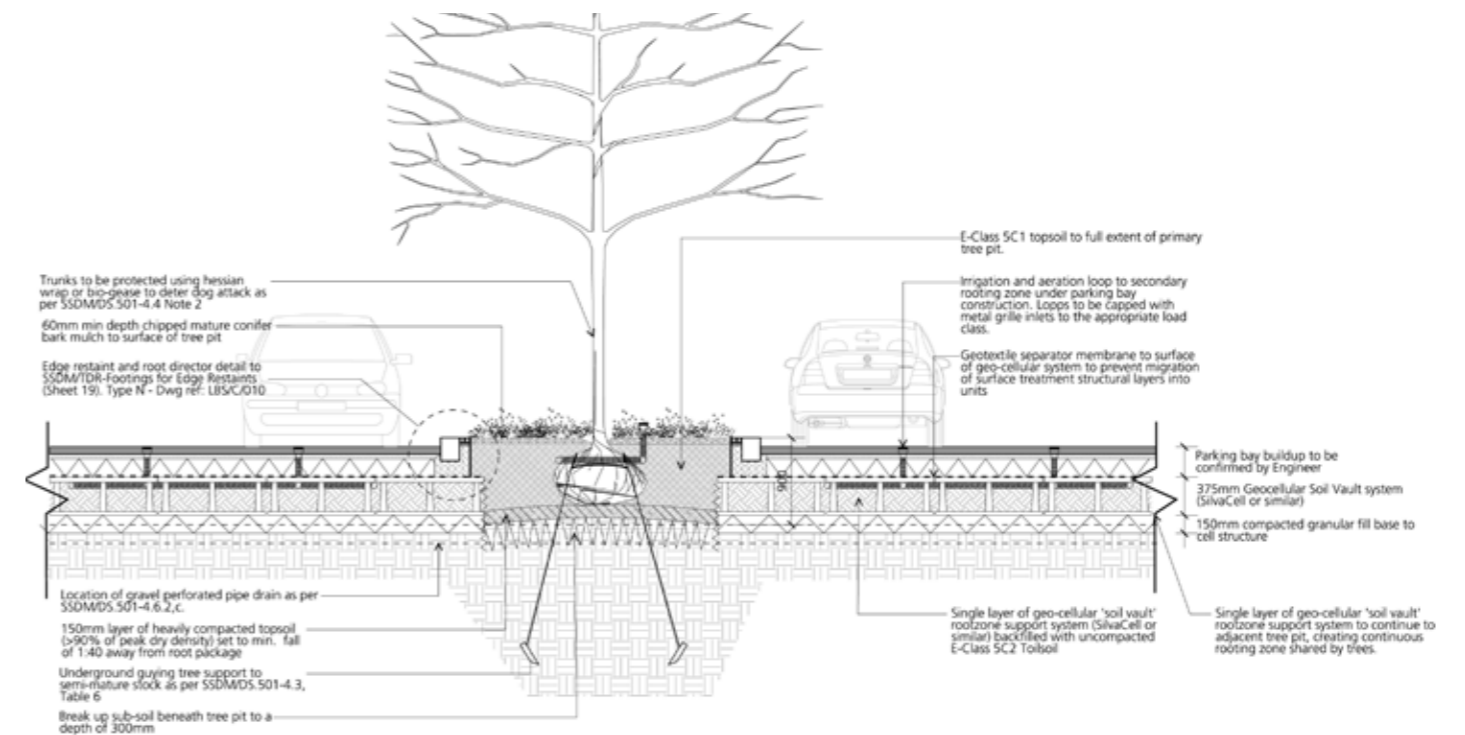 E-Class 5C1 topsoil to full extent of primary
tree pit.
Trunks to be protected using hessian
wrap or bio-gease to deter dog attack as
per SSDM/DS.501-4.4 Note 2
60mm min depth chipped mature conifer
bark mulch to surface of tree pit
Edge restaint and root director detail to
SSDM/TDR-Footings for Edge Restaints
(Sheet 19). Type N - Dwg ref: LBS/C/010
Irrigation and aeration loop to secondary
rooting zone under parking bay
construction. Lopps to be capped with
metal grille inlets to the appropriate load
class.
Geotextile separator membrane to surface
of geo-cellular system to prevent migration
of surface treatment structural layers into
units
900
Parking bay buildup to be
confirmed by Engineer
375mm Geocellular Soil Vault system
(SilvaCell or similar)
150mm compacted granular fill base to
cell structure
Location of gravel perforated pipe drain as per
SSDM/DS.501-4.6.2,c.
150mm layer of heavily compacted topsoil
(>90% of peak dry density) set to min. fall
of 1:40 away from root package
Underground guying tree support to
semi-mature stock as per SSDM/DS.501-4.3,
Table 6
Break up sub-soil beneath tree pit to a
depth of 300mm
Single layer of geo-cellular 'soil vault'
rootzone support system (SilvaCell or
similar) backfilled with uncompacted
E-Class 5C2 Toilsoil
Single layer of geo-cellular 'soil vault'
rootzone support system to continue to
adjacent tree pit, creating continuous
rooting zone shared by trees.